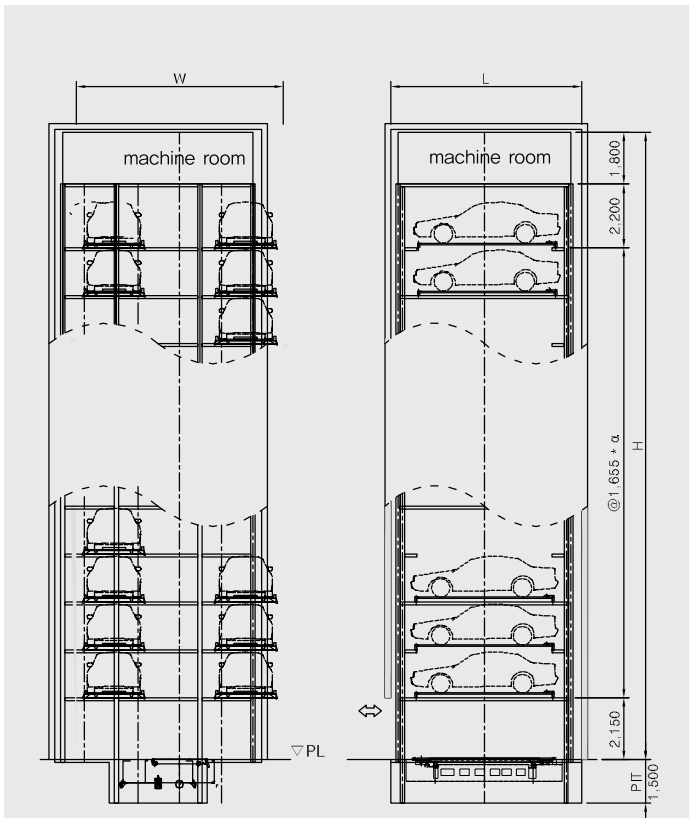 W
L
machine room
machine room
1,800
2,200
@1,655 * α
H
2,150
▽PL
PIT
1,500